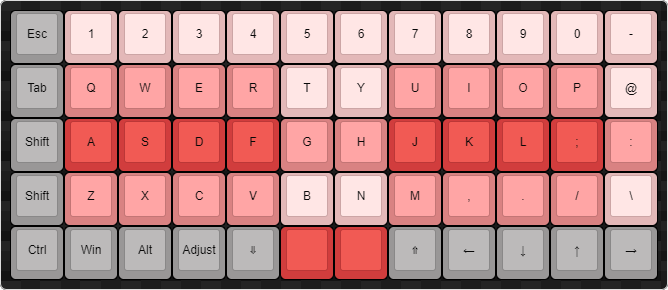 Esc 1 2 3 4 5 6 7 8 9 0 -
Tab Q W E R T Y U I O P @
Shift A S D F G H J K L ; :
Shift Z X C V B N M , . / \
Ctrl Win Alt Adjust ⇓ ⇑ ← ↓ ↑ →